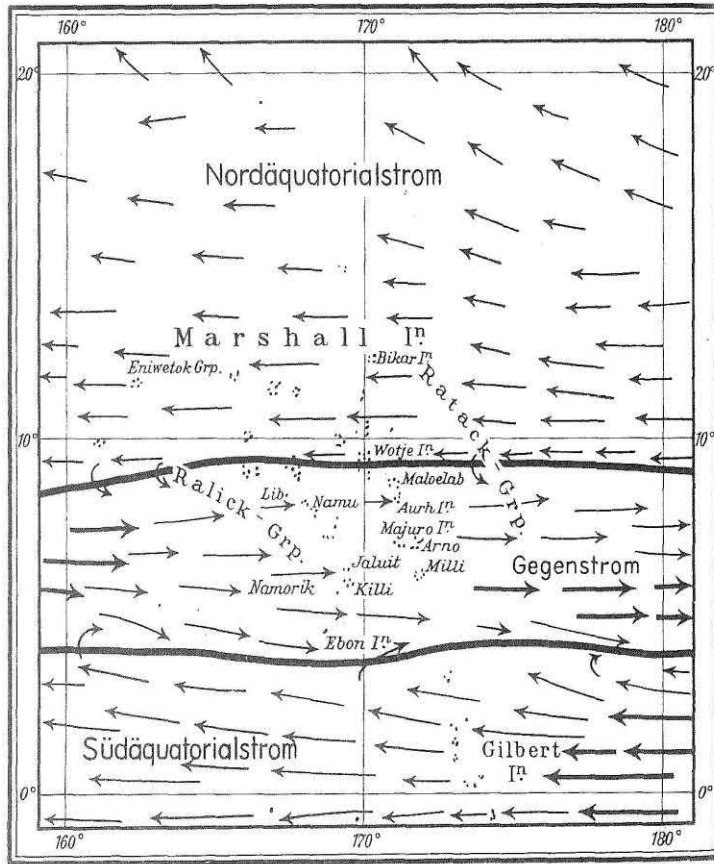 160° 170° 180°
20° 20°
Nordäquatorialstrom
Marshall Iⁿ
Eniwetok Grp.
Bikar Iⁿ
Ratack-Grp.
10° 10°
Wotje Iⁿ
Ralick-Grp.
Maloelab
Lib.
Namu
Aurh Iⁿ
Majuro Iⁿ
Arno
Gegenstrom
Jaluit
Milli
Namorik
Killi
Ebon Iⁿ
Südäquatorialstrom
Gilbert
Iⁿ
0° 0°
160° 170° 180°